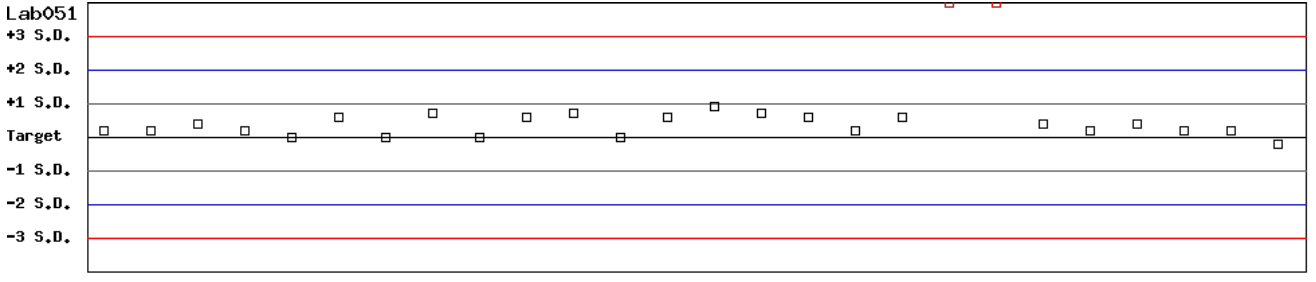 Lab051
+3 S.D.
+2 S.D.
+1 S.D.
Target
-1 S.D.
-2 S.D.
-3 S.D.